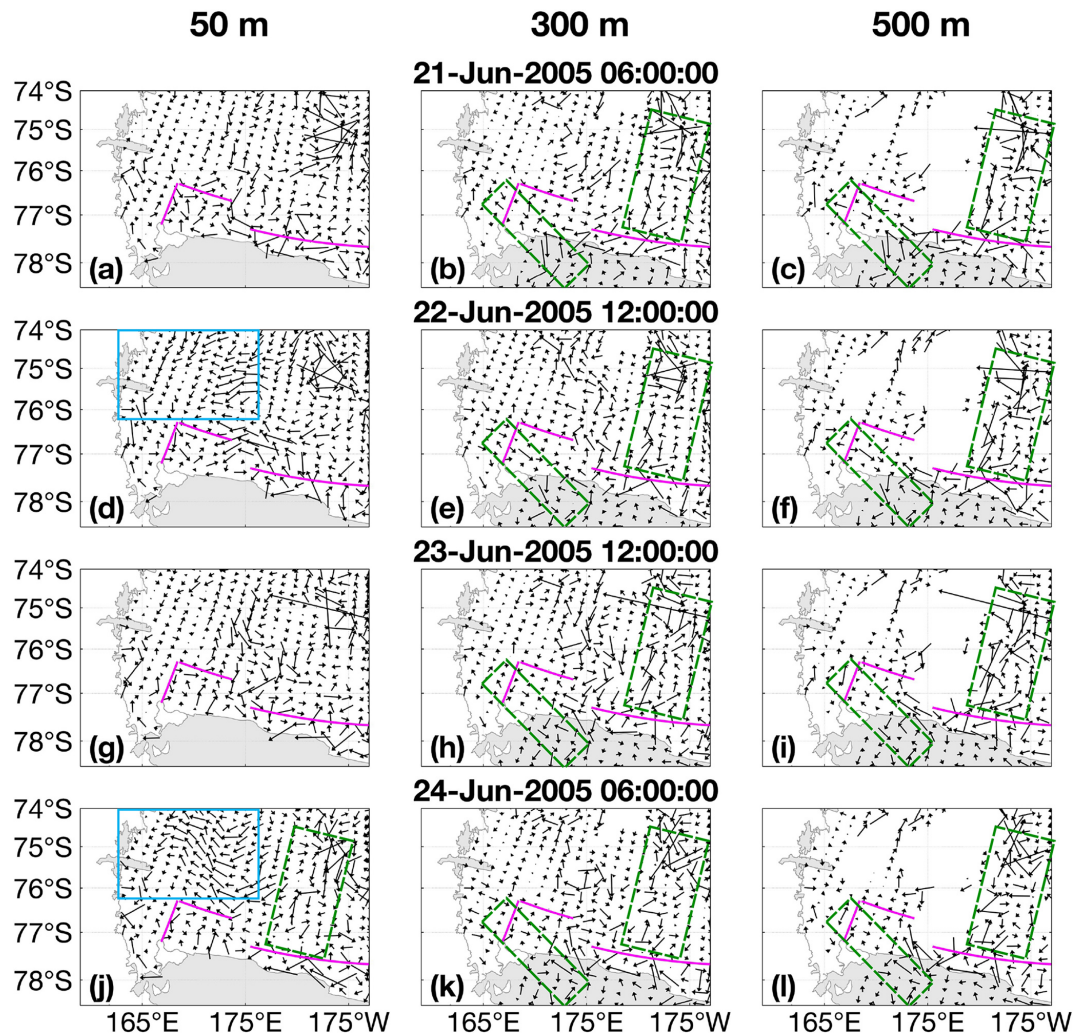 50 m 300 m 500 m
21-Jun-2005 06:00:00
74°S
75°S
76°S
77°S
78°S
(a) (b) (c)
22-Jun-2005 12:00:00
74°S
75°S
76°S
77°S
78°S
(d) (e) (f)
23-Jun-2005 12:00:00
74°S
75°S
76°S
77°S
78°S
(g) (h) (i)
24-Jun-2005 06:00:00
74°S
75°S
76°S
77°S
78°S
(j) (k) (l)
165°E 175°E 175°W 165°E 175°E 175°W 165°E 175°E 175°W